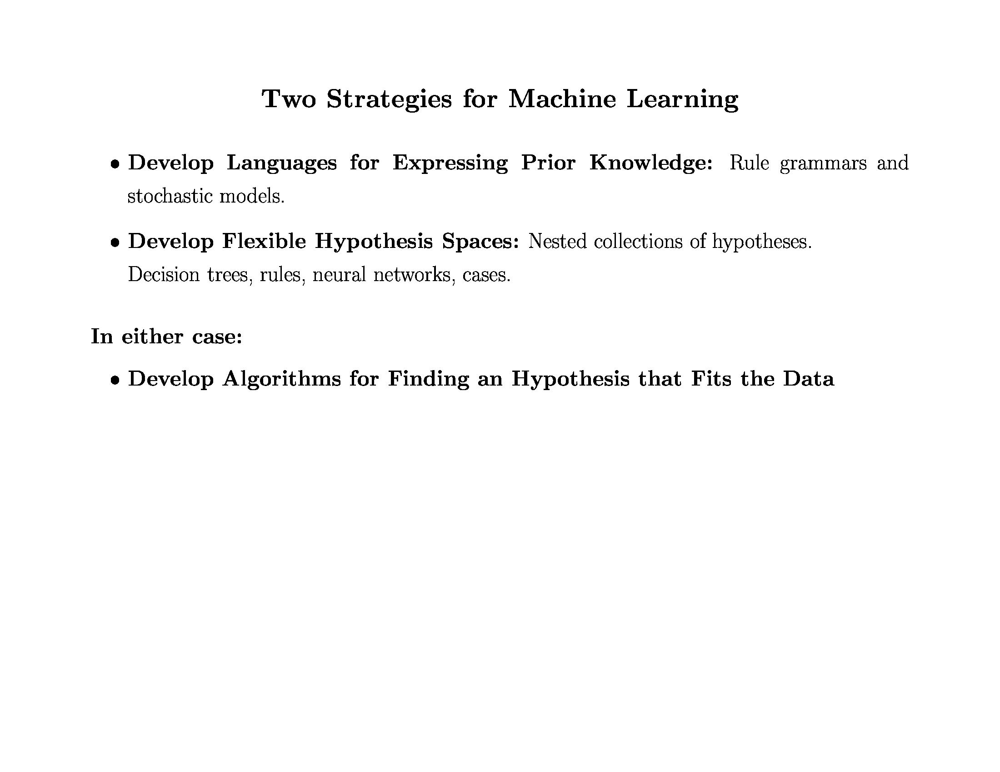 Two Strategies for Machine Learning
• Develop Languages for Expressing Prior Knowledge: Rule grammars and
stochastic models.
• Develop Flexible Hypothesis Spaces: Nested collections of hypotheses.
Decision trees, rules, neural networks, cases.
In either case:
• Develop Algorithms for Finding an Hypothesis that Fits the Data